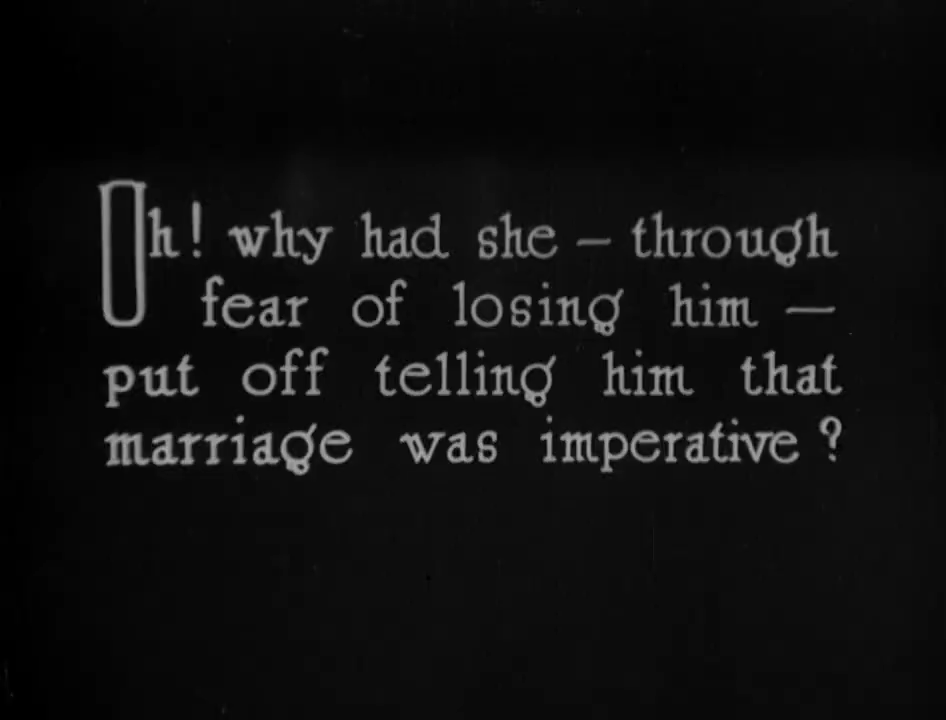 Oh! why had she – through
fear of losing him –
put off telling him that
marriage was imperative?